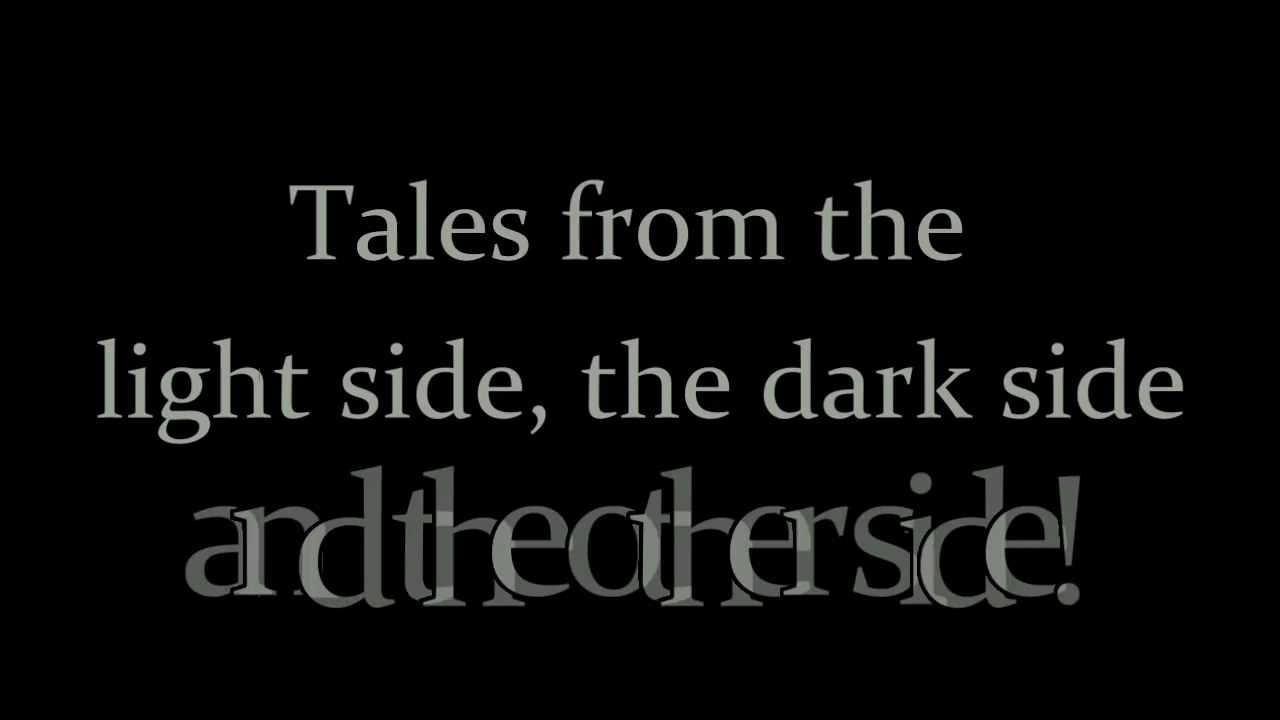 Tales from the
light side, the dark side
and the other side!